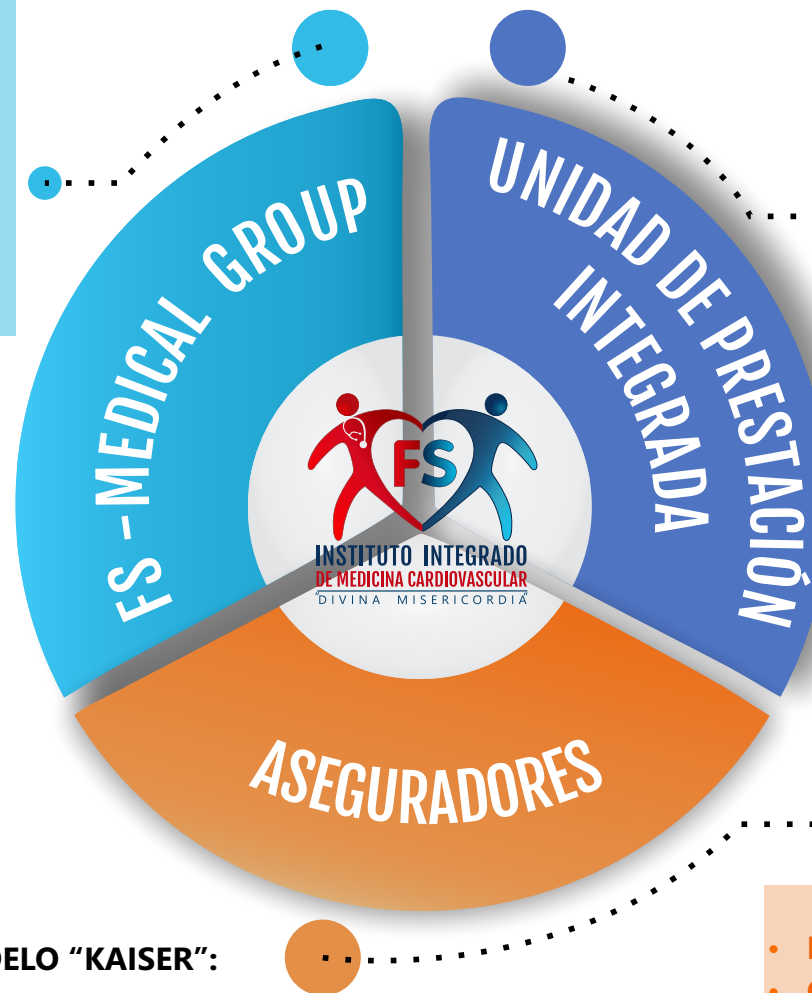 FS - MEDICAL GROUP
UNIDAD DE PRESTACIÓN
INTEGRADA
FS
INSTITUTO INTEGRADO
DE MEDICINA CARDIOVASCULAR
"DIVINA MISERICORDIA"
ASEGURADORES
DELO “KAISER”: